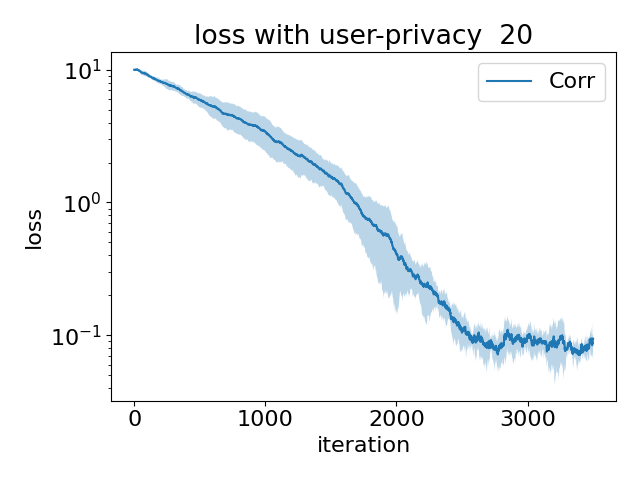 loss with user-privacy  20
Corr
10¹
10⁰
10⁻¹
loss
0 1000 2000 3000
iteration